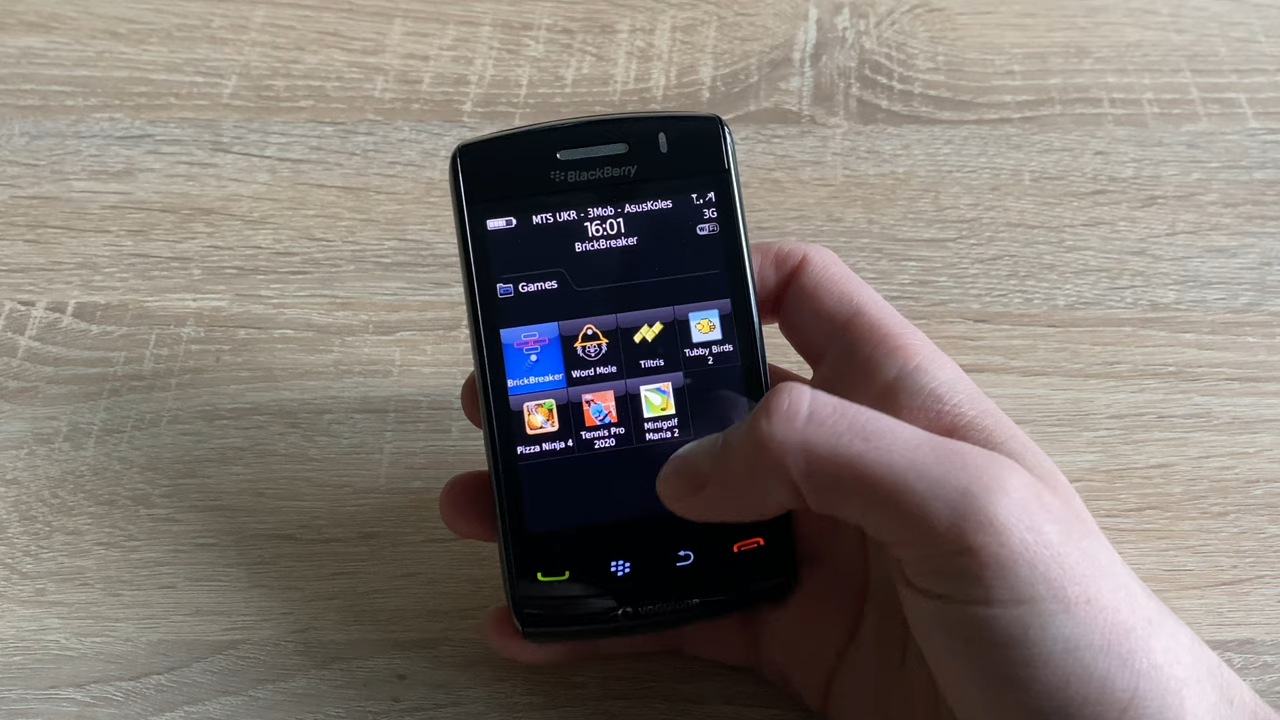 BlackBerry
MTS UKR - 3Mob - AsusKoles
16:01
3G
BrickBreaker
WiFi
Games
BrickBreaker
Word Mole
Tiltris
Tubby Birds
2
Pizza Ninja 4
Tennis Pro
2020
Minigolf
Mania 2
vodafone